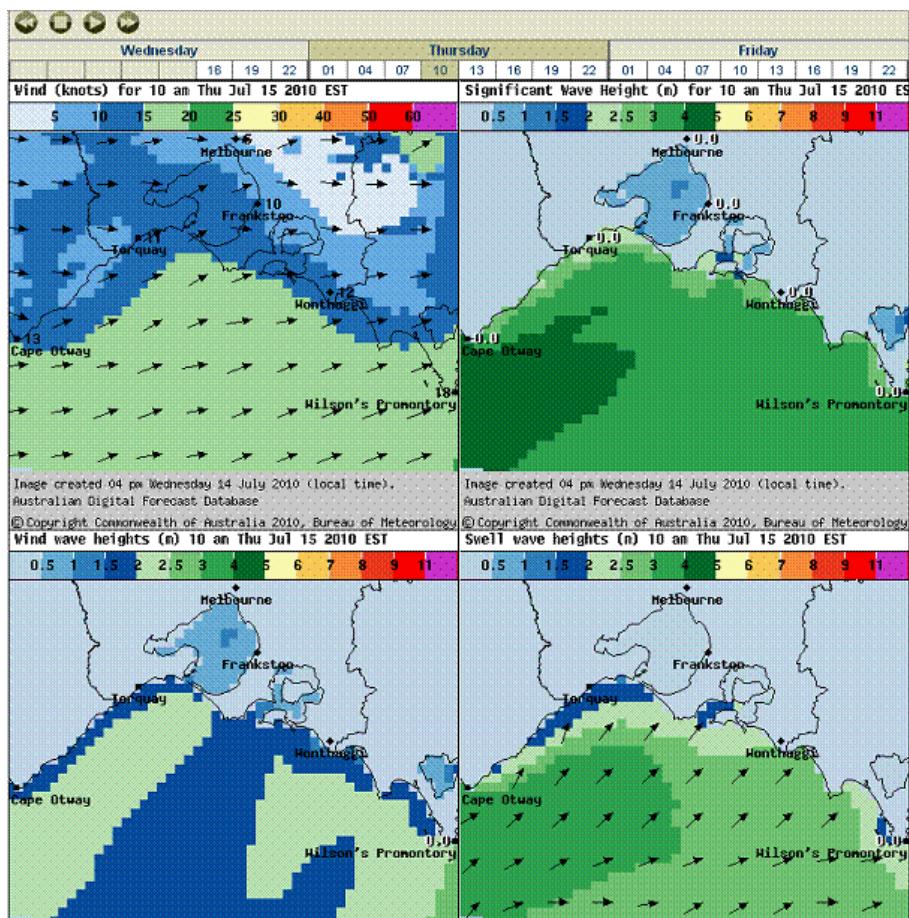 Wednesday Thursday Friday
16 19 22 01 04 07 10 13 16 19 22 01 04 07 10 13 16 19 22
Wind (knots) for 10 am Thu Jul 15 2010 EST
5 10 15 20 25 30 40 50 60
Melbourne
10
Frankston
11
Torquay
12
Wonthaggi
13
Cape Otway
18
Wilson's Promontory
Image created 04 pm Wednesday 14 July 2010 (local time).
Australian Digital Forecast Database
© Copyright Commonwealth of Australia 2010, Bureau of Meteorology
Significant Wave Height (m) for 10 am Thu Jul 15 2010 ES
0.5 1 1.5 2 2.5 3 4 5 6 7 8 9 11
0.0
Melbourne
0.0
Frankston
0.0
Torquay
0.0
Wonthaggi
0.0
Cape Otway
0.0
Wilson's Promontory
Image created 04 pm Wednesday 14 July 2010 (local time).
Australian Digital Forecast Database
© Copyright Commonwealth of Australia 2010, Bureau of Meteorology
Wind wave heights (m) 10 am Thu Jul 15 2010 EST
0.5 1 1.5 2 2.5 3 4 5 6 7 8 9 11
Melbourne
Frankston
Torquay
Wonthaggi
Cape Otway
0.0
Wilson's Promontory
Swell wave heights (m) 10 am Thu Jul 15 2010 EST
0.5 1 1.5 2 2.5 3 4 5 6 7 8 9 11
Melbourne
Frankston
Torquay
Wonthaggi
Cape Otway
0.0
Wilson's Promontory